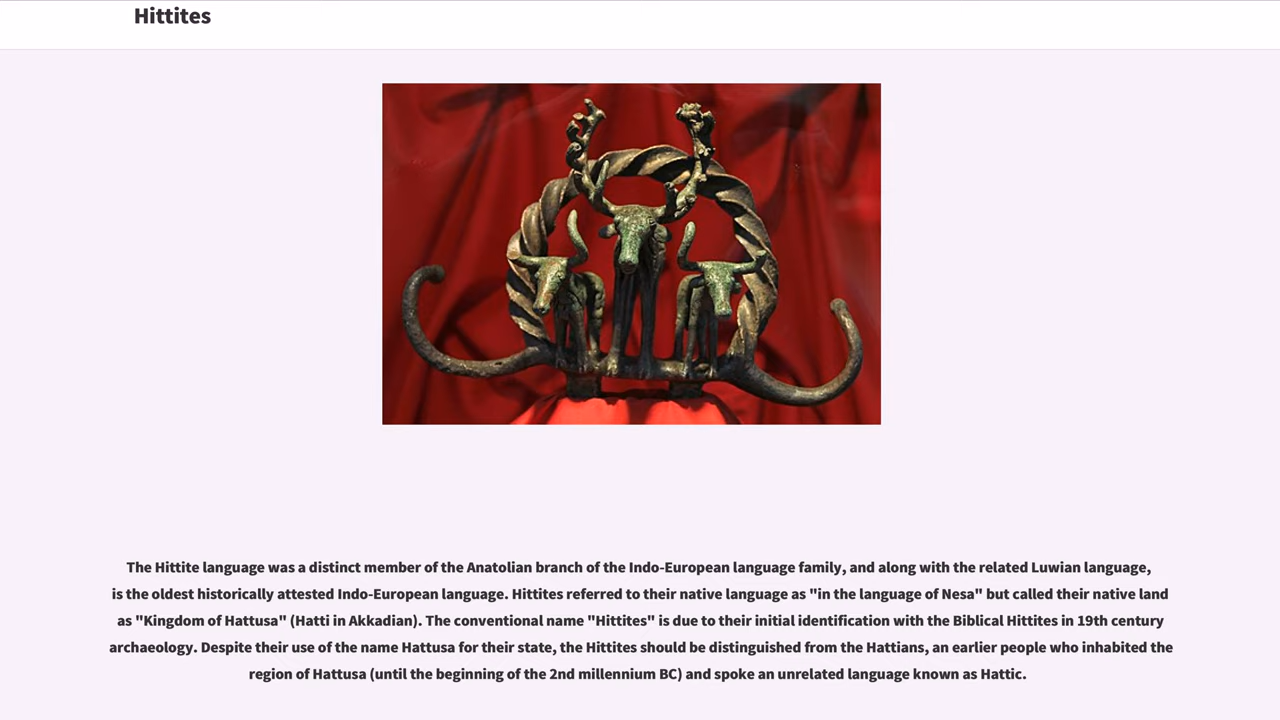 Hittites
The Hittite language was a distinct member of the Anatolian branch of the Indo-European language family, and along with the related Luwian language,
is the oldest historically attested Indo-European language. Hittites referred to their native language as "in the language of Nesa" but called their native land
as "Kingdom of Hattusa" (Hatti in Akkadian). The conventional name "Hittites" is due to their initial identification with the Biblical Hittites in 19th century
archaeology. Despite their use of the name Hattusa for their state, the Hittites should be distinguished from the Hattians, an earlier people who inhabited the
region of Hattusa (until the beginning of the 2nd millennium BC) and spoke an unrelated language known as Hattic.